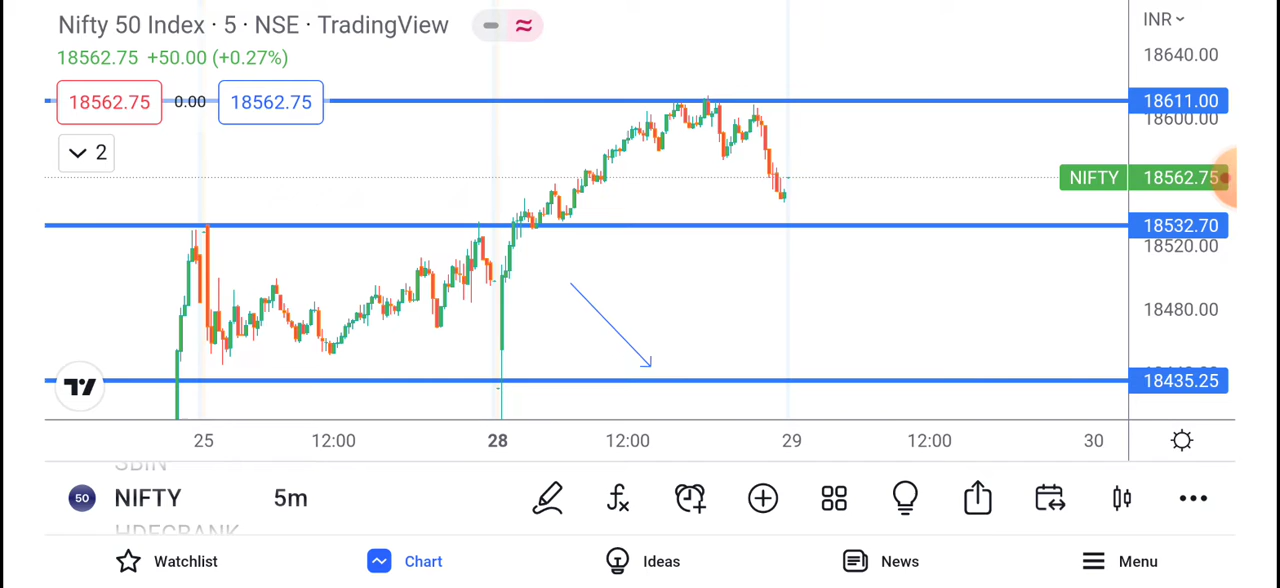 Nifty 50 Index · 5 · NSE · TradingView
INR
18562.75 +50.00 (+0.27%)
18640.00
18562.75 0.00 18562.75
18611.00
18600.00
2
NIFTY 18562.75
18532.70
18520.00
18480.00
18435.25
25 12:00 28 12:00 29 12:00 30
SBIN
50 NIFTY 5m
HDFCBANK
Watchlist Chart Ideas News Menu